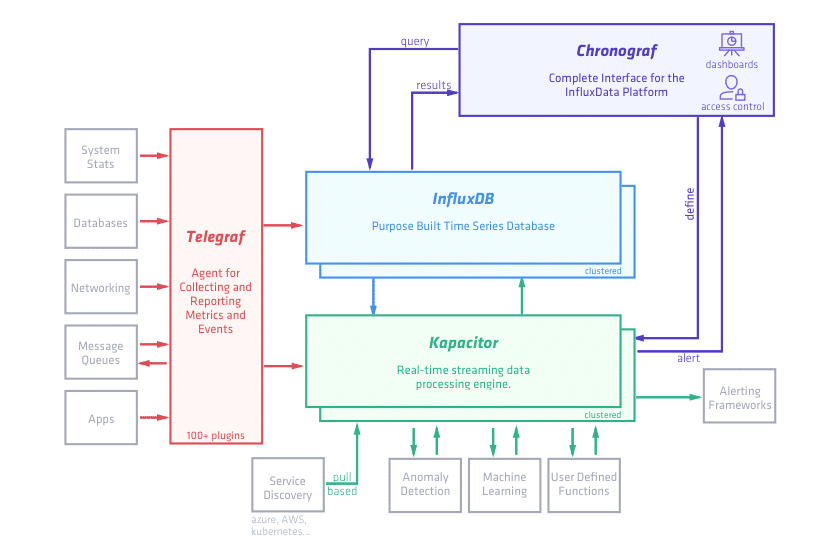 query
results
Chronograf
Complete Interface for the
InfluxData Platform
dashboards
access control
System
Stats
Databases
Networking
Message
Queues
Apps
Telegraf
Agent for
Collecting and
Reporting
Metrics and
Events
100+ plugins
InfluxDB
Purpose Built Time Series Database
clustered
define
alert
Kapacitor
Real-time streaming data
processing engine.
clustered
Alerting
Frameworks
Service
Discovery
azure, AWS,
kubernetes...
pull
based
Anomaly
Detection
Machine
Learning
User Defined
Functions